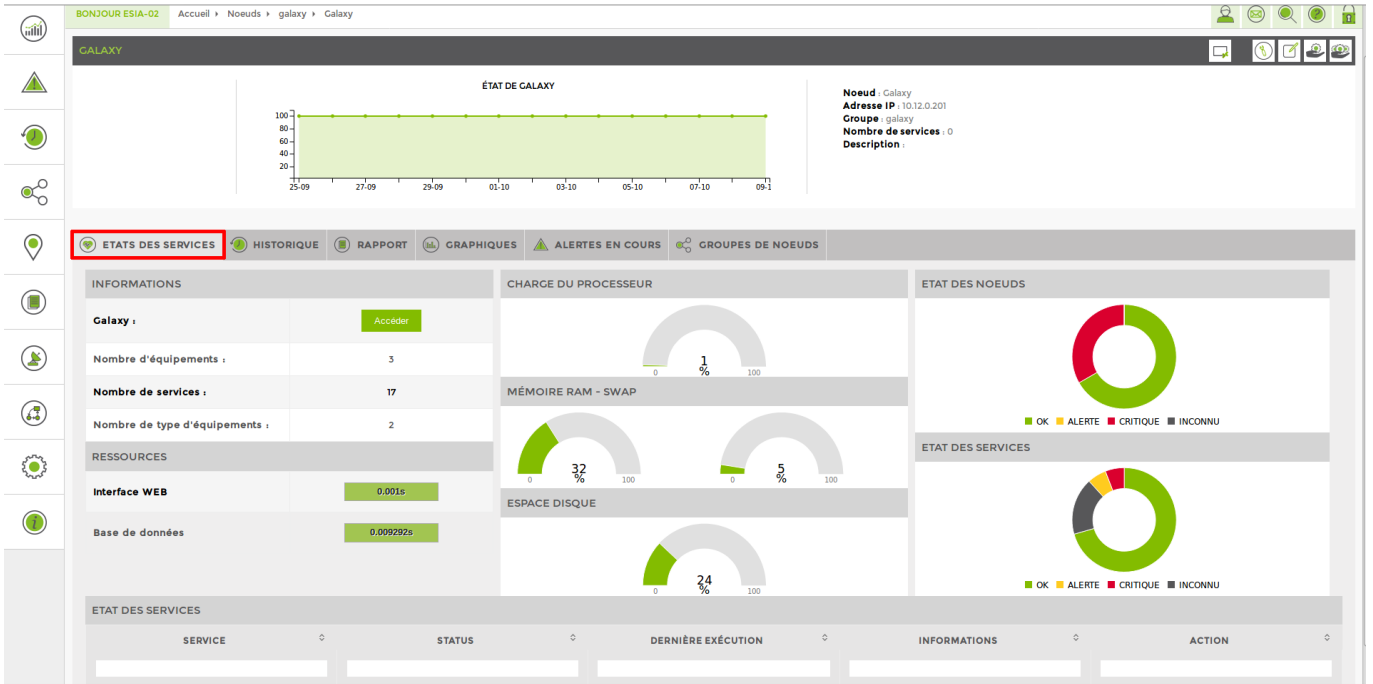 BONJOUR ESIA-02 Accueil › Noeuds › galaxy › Galaxy
GALAXY
ÉTAT DE GALAXY
100
80
60
40
20
25-09 27-09 29-09 01-10 03-10 05-10 07-10 09-1
Noeud : Galaxy
Adresse IP : 10.12.0.201
Groupe : galaxy
Nombre de services : 0
Description :
ETATS DES SERVICES HISTORIQUE RAPPORT GRAPHIQUES ALERTES EN COURS GROUPES DE NOEUDS
INFORMATIONS
Galaxy : Accéder
Nombre d'équipements : 3
Nombre de services : 17
Nombre de type d'équipements : 2
RESSOURCES
Interface WEB 0.001s
Base de données 0.009292s
CHARGE DU PROCESSEUR
1
%
0 100
MÉMOIRE RAM - SWAP
32
%
0 100
5
%
0 100
ESPACE DISQUE
24
%
0 100
ETAT DES NOEUDS
OK ALERTE CRITIQUE INCONNU
ETAT DES SERVICES
OK ALERTE CRITIQUE INCONNU
ETAT DES SERVICES
SERVICE STATUS DERNIÈRE EXÉCUTION INFORMATIONS ACTION